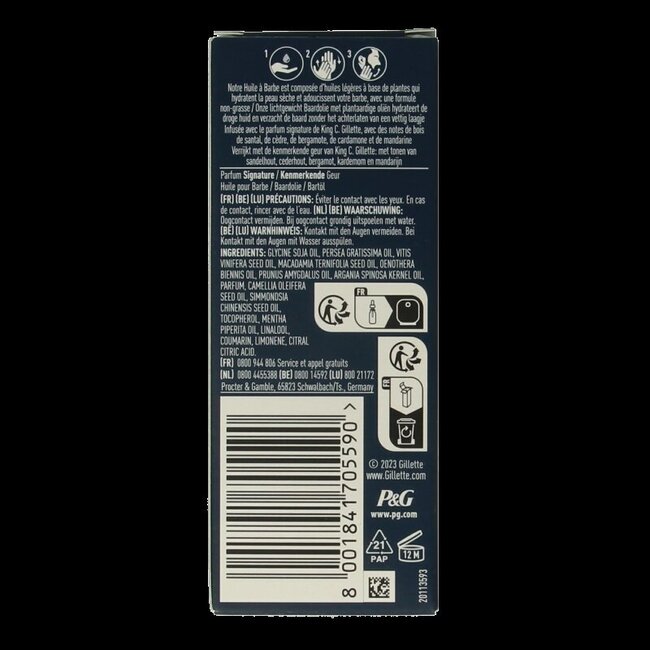 1 2 3
Notre Huile à Barbe est composée d'huiles légères à base de plantes qui
hydratent la peau sèche et adoucissent votre barbe, avec une formule
non-grasse / Onze lichtgewicht Baardolie met plantaardige oliën hydrateert de
droge huid en verzacht de baard zonder het achterlaten van een vettig laagje
Infusée avec le parfum signature de King C. Gillette, avec des notes de bois
de santal, de cèdre, de bergamote, de cardamome et de mandarine
Verrijkt met de kenmerkende geur van King C. Gillette: met tonen van
sandelhout, cederhout, bergamot, kardemom en mandarijn
Parfum Signature / Kenmerkende Geur
Huile pour Barbe / Baardolie / Bartöl
(FR) (BE) (LU) PRÉCAUTIONS: Éviter le contact avec les yeux. En cas
de contact, rincer avec de l'eau. (NL) (BE) WAARSCHUWING:
Oogcontact vermijden. Bij oogcontact grondig uitspoelen met water.
(BE) (LU) WARNHINWEIS: Kontakt mit den Augen vermeiden. Bei
Kontakt mit den Augen mit Wasser ausspülen.
INGREDIENTS: GLYCINE SOJA OIL, PERSEA GRATISSIMA OIL, VITIS
VINIFERA SEED OIL, MACADAMIA TERNIFOLIA SEED OIL, OENOTHERA
BIENNIS OIL, PRUNUS AMYGDALUS OIL, ARGANIA SPINOSA KERNEL OIL,
PARFUM, CAMELLIA OLEIFERA
SEED OIL, SIMMONDSIA
CHINENSIS SEED OIL,
TOCOPHEROL, MENTHA
PIPERITA OIL, LINALOOL,
COUMARIN, LIMONENE, CITRAL
CITRIC ACID.
FR
(FR) 0800 944 806 Service et appel gratuits
(NL) 0800 4455388 (BE) 0800 14592 (LU) 800 21172
Procter & Gamble, 65823 Schwalbach/Ts., Germany
FR
8 001841 705590 >
© 2023 Gillette
www.Gillette.com
P&G
www.pg.com
21
PAP
12 M
20113593